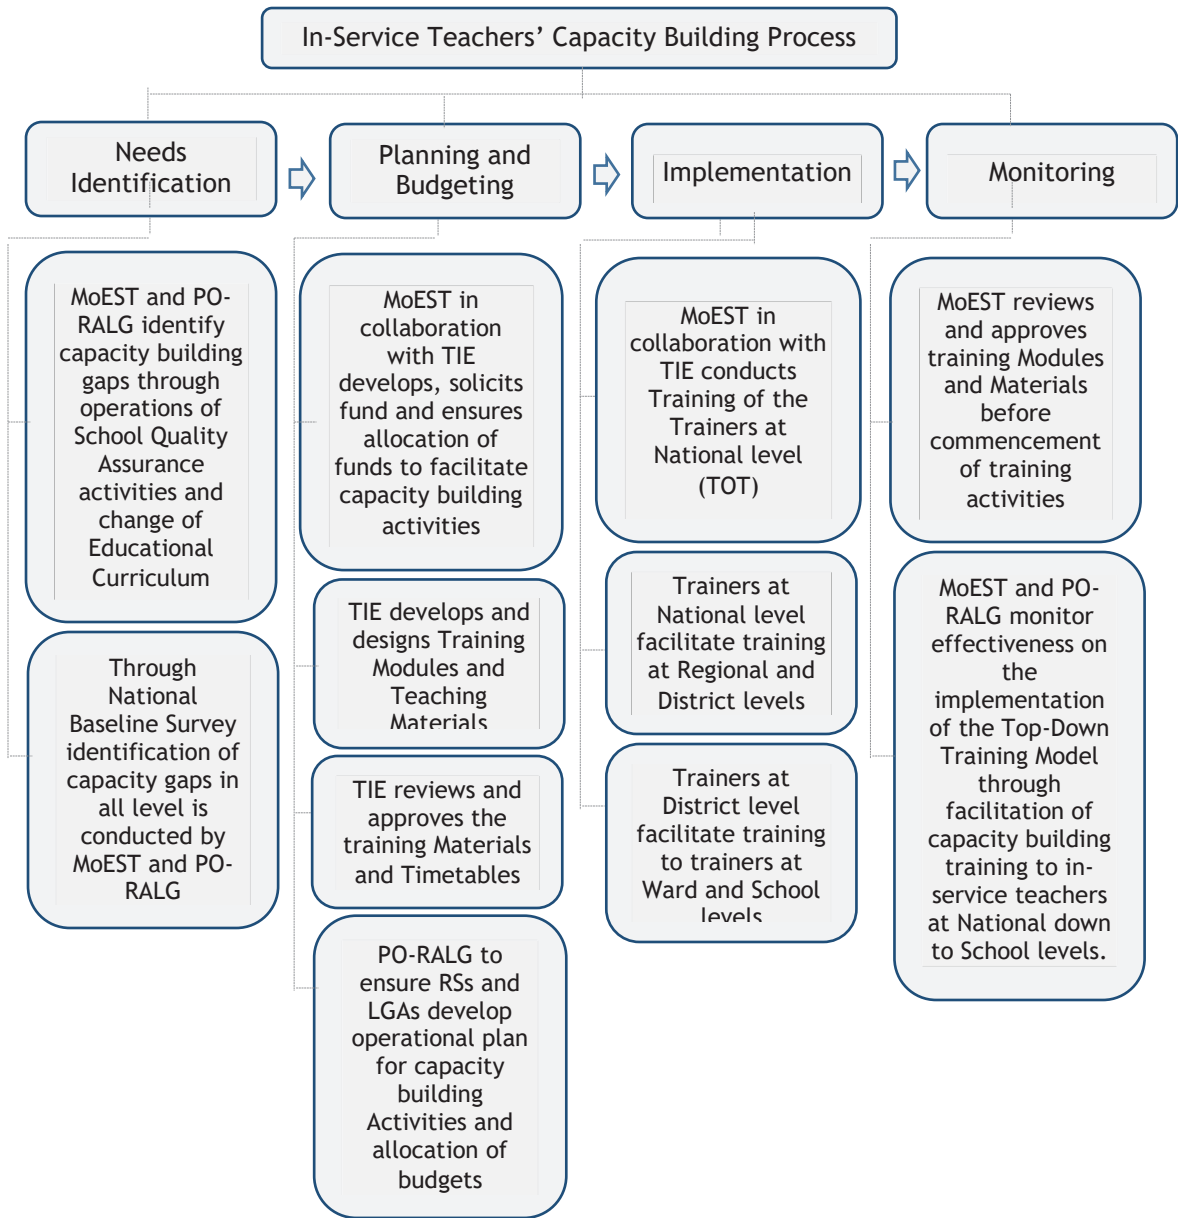 In-Service Teachers’ Capacity Building Process
Needs
Identification
Planning and
Budgeting
Implementation
Monitoring
MoEST and PO-
RALG identify
capacity building
gaps through
operations of
School Quality
Assurance
activities and
change of
Educational
Curriculum
Through
National
Baseline Survey
identification of
capacity gaps in
all level is
conducted by
MoEST and PO-
RALG
MoEST in
collaboration
with TIE
develops, solicits
fund and ensures
allocation of
funds to facilitate
capacity building
activities
TIE develops and
designs Training
Modules and
Teaching
Materials
TIE reviews and
approves the
training Materials
and Timetables
PO-RALG to
ensure RSs and
LGAs develop
operational plan
for capacity
building
Activities and
allocation of
budgets
MoEST in
collaboration with
TIE conducts
Training of the
Trainers at
National level
(TOT)
Trainers at
National level
facilitate training
at Regional and
District levels
Trainers at
District level
facilitate training
to trainers at
Ward and School
levels
MoEST reviews
and approves
training Modules
and Materials
before
commencement
of training
activities
MoEST and PO-
RALG monitor
effectiveness on
the
implementation
of the Top-Down
Training Model
through
facilitation of
capacity building
training to in-
service teachers
at National down
to School levels.